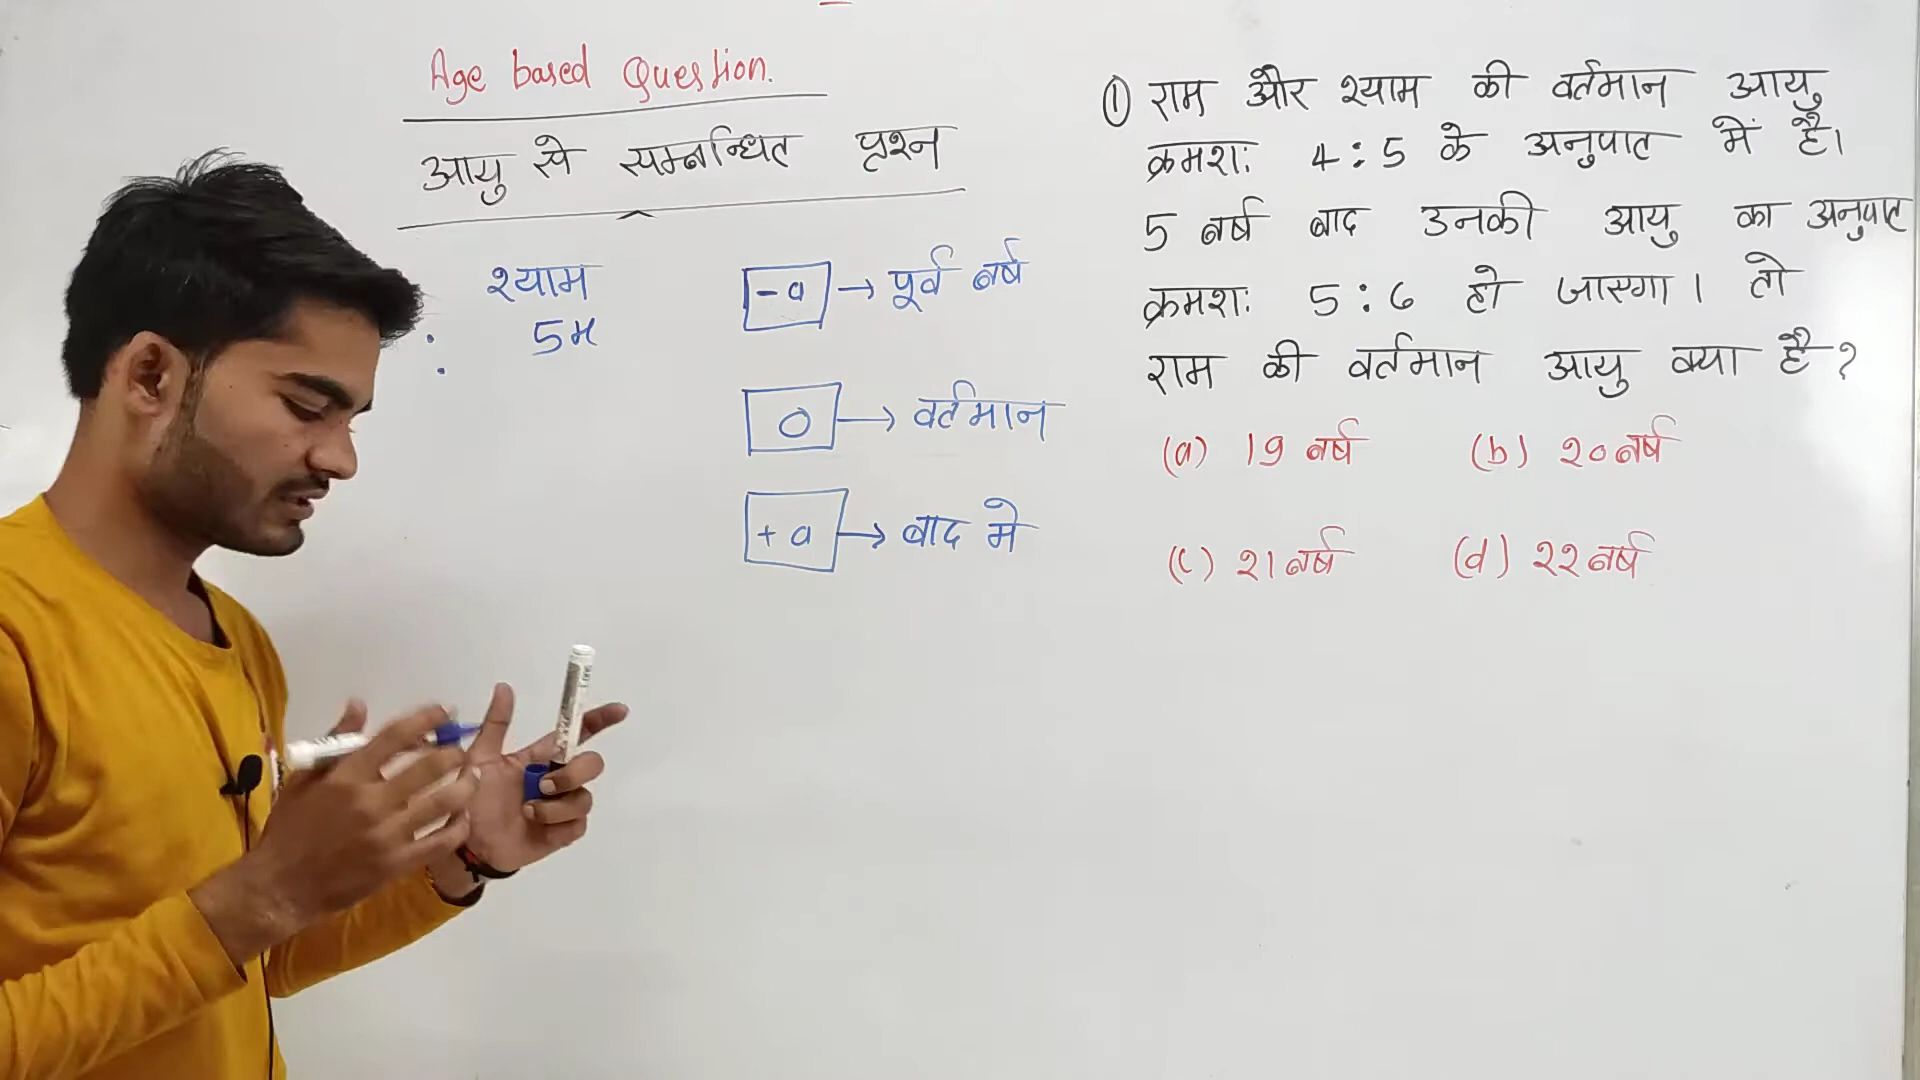 Age based Question.
आयु से सम्बन्धित प्रश्न
श्याम
: 5x
-a → पूर्व वर्ष
0 → वर्तमान
+a → बाद मे
① राम और श्याम की वर्तमान आयु
क्रमशः 4:5 के अनुपात में है।
5 वर्ष बाद उनकी आयु का अनुपात
क्रमशः 5:6 हो जाएगा। तो
राम की वर्तमान आयु क्या है?
(a) 19 वर्ष (b) 20 वर्ष
(c) 21 वर्ष (d) 22 वर्ष